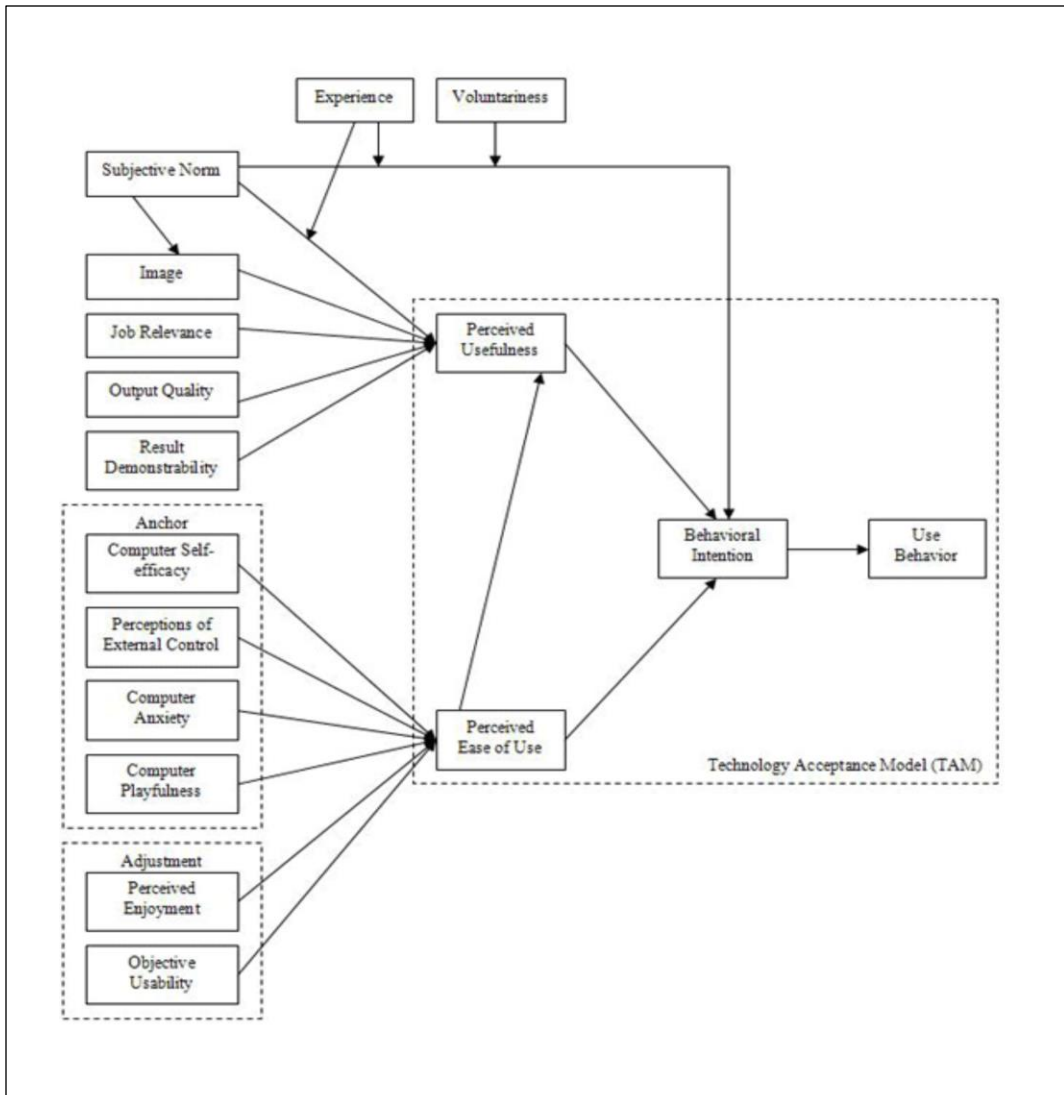 Experience
Voluntariness
Subjective Norm
Image
Job Relevance
Output Quality
Result
Demonstrability
Perceived
Usefulness
Anchor
Computer Self-
efficacy
Perceptions of
External Control
Computer
Anxiety
Computer
Playfulness
Behavioral
Intention
Use
Behavior
Perceived
Ease of Use
Technology Acceptance Model (TAM)
Adjustment
Perceived
Enjoyment
Objective
Usability